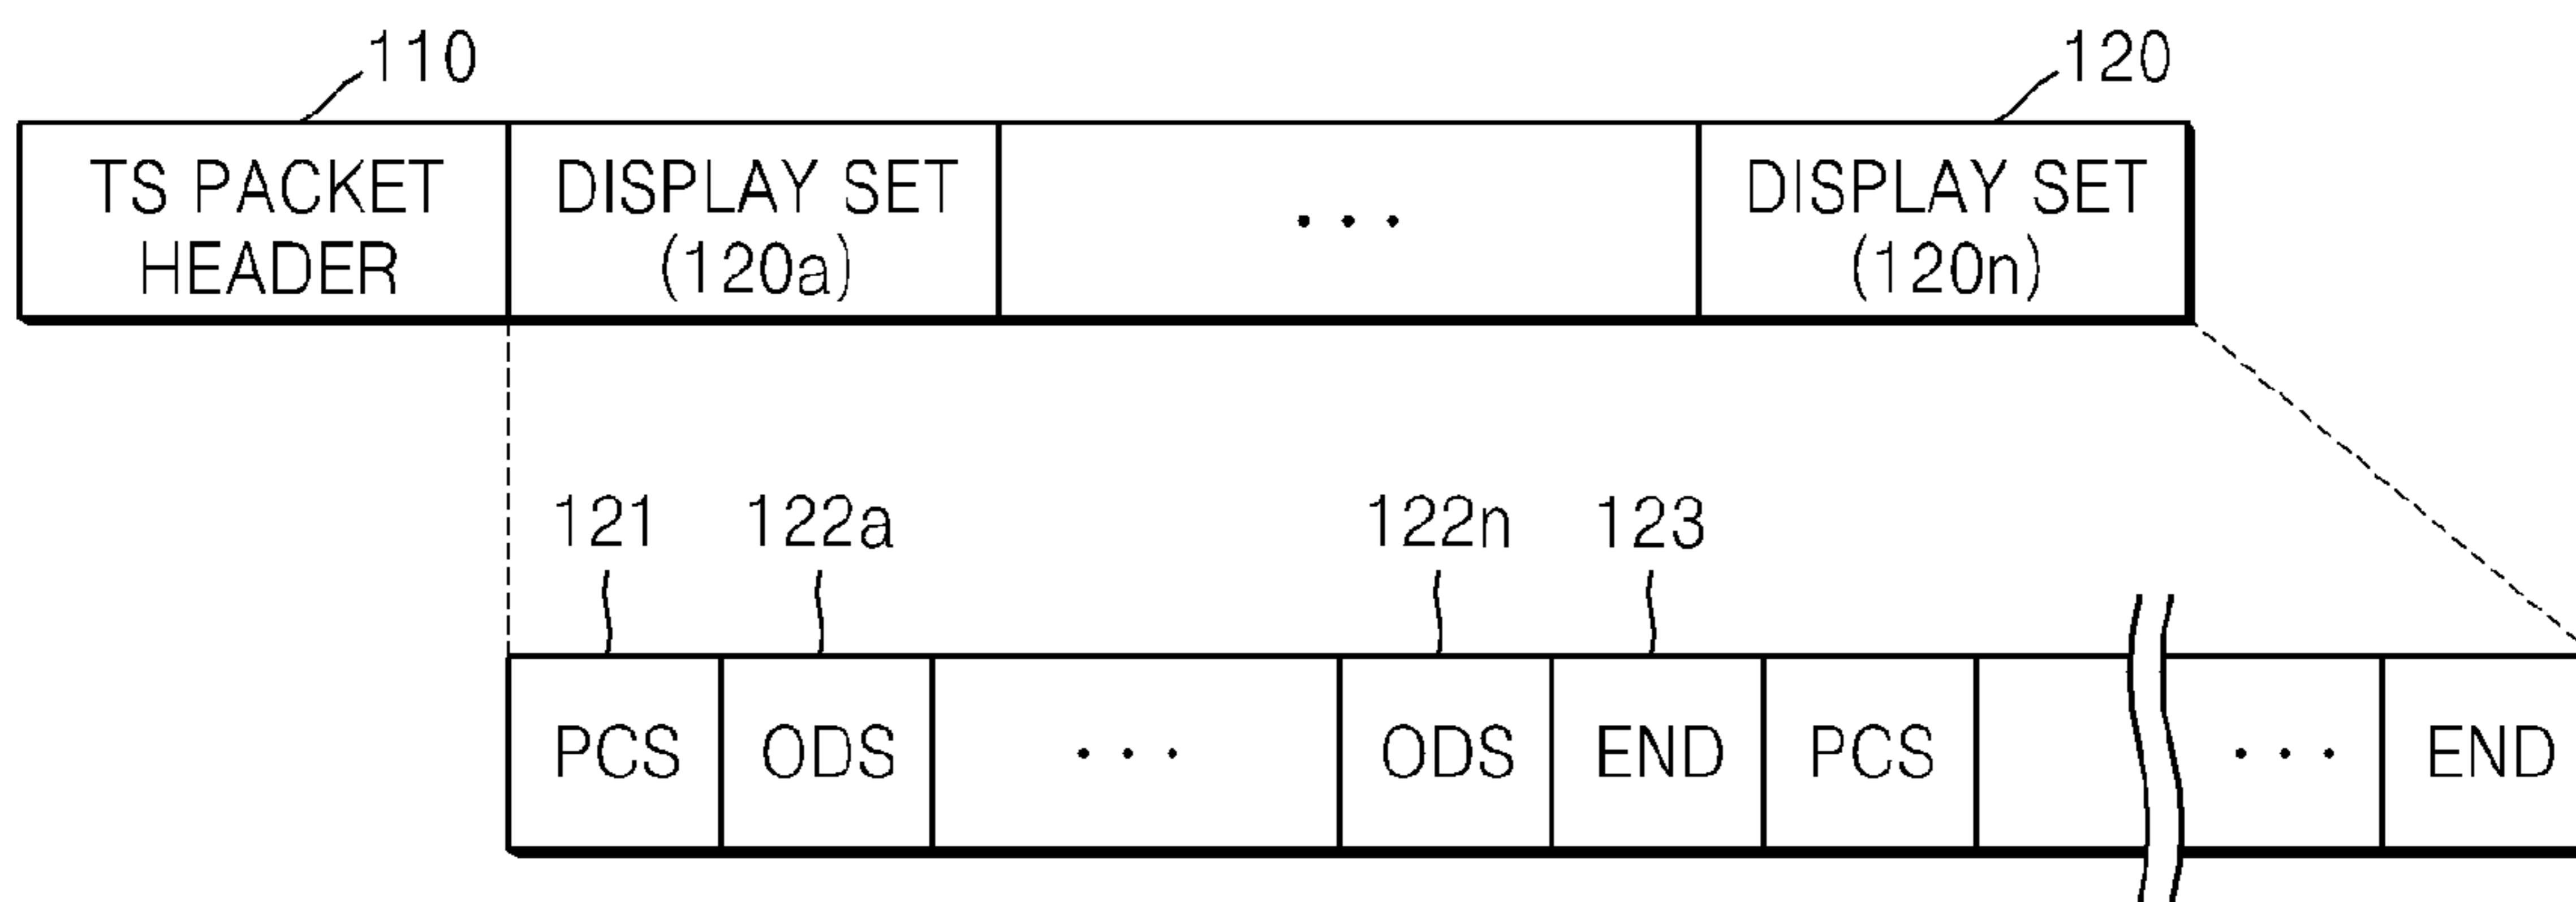 110
120
TS PACKET
HEADER
DISPLAY SET
(120a)
...
DISPLAY SET
(120n)
121
122a
122n
123
PCS
ODS
...
ODS
END
PCS
...
END